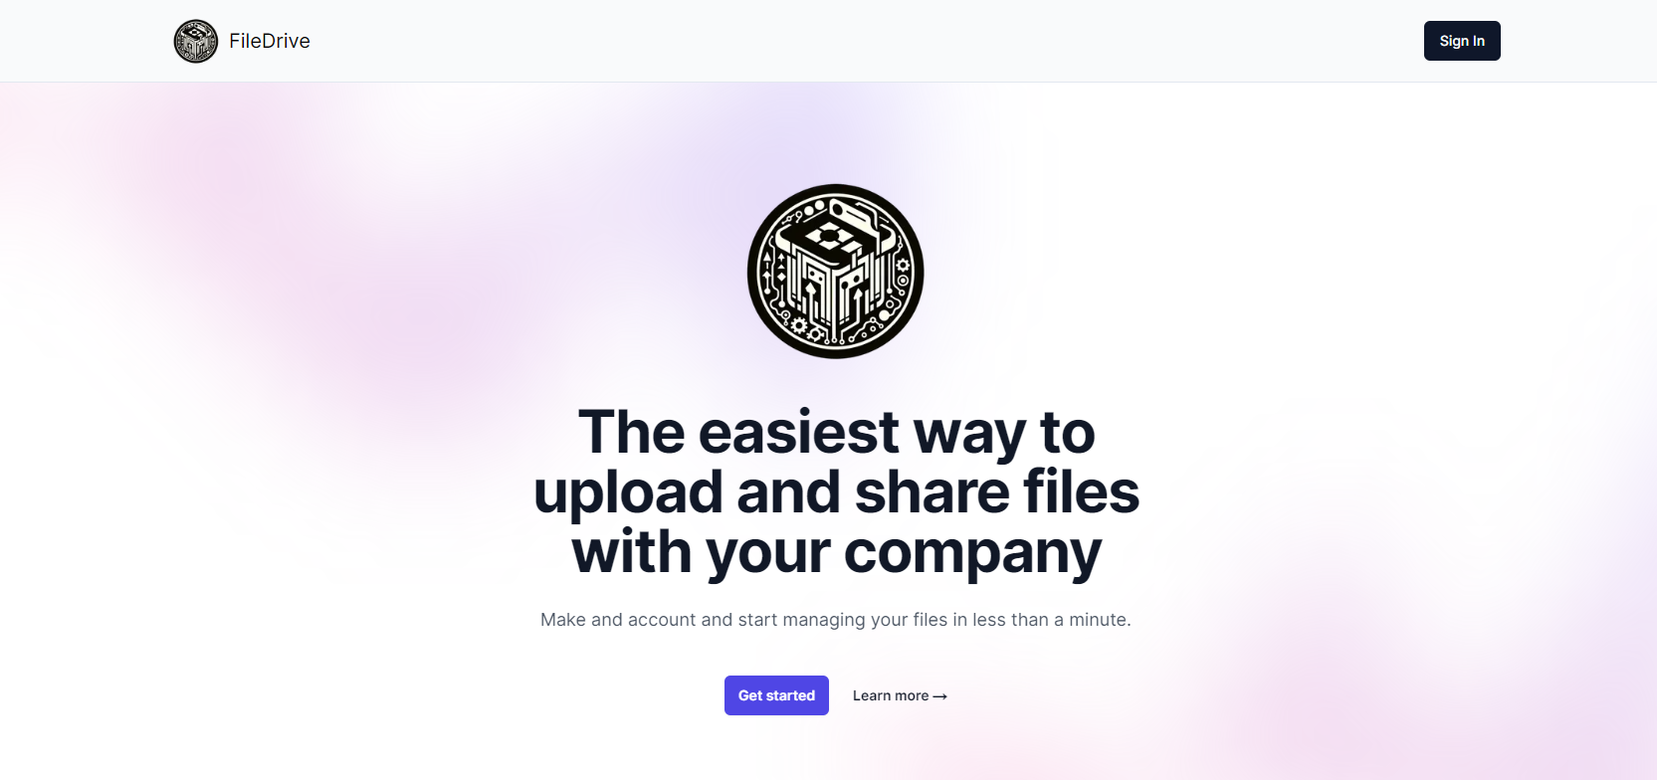 FileDrive
Sign In
The easiest way to
upload and share files
with your company
Make and account and start managing your files in less than a minute.
Get started
Learn more →